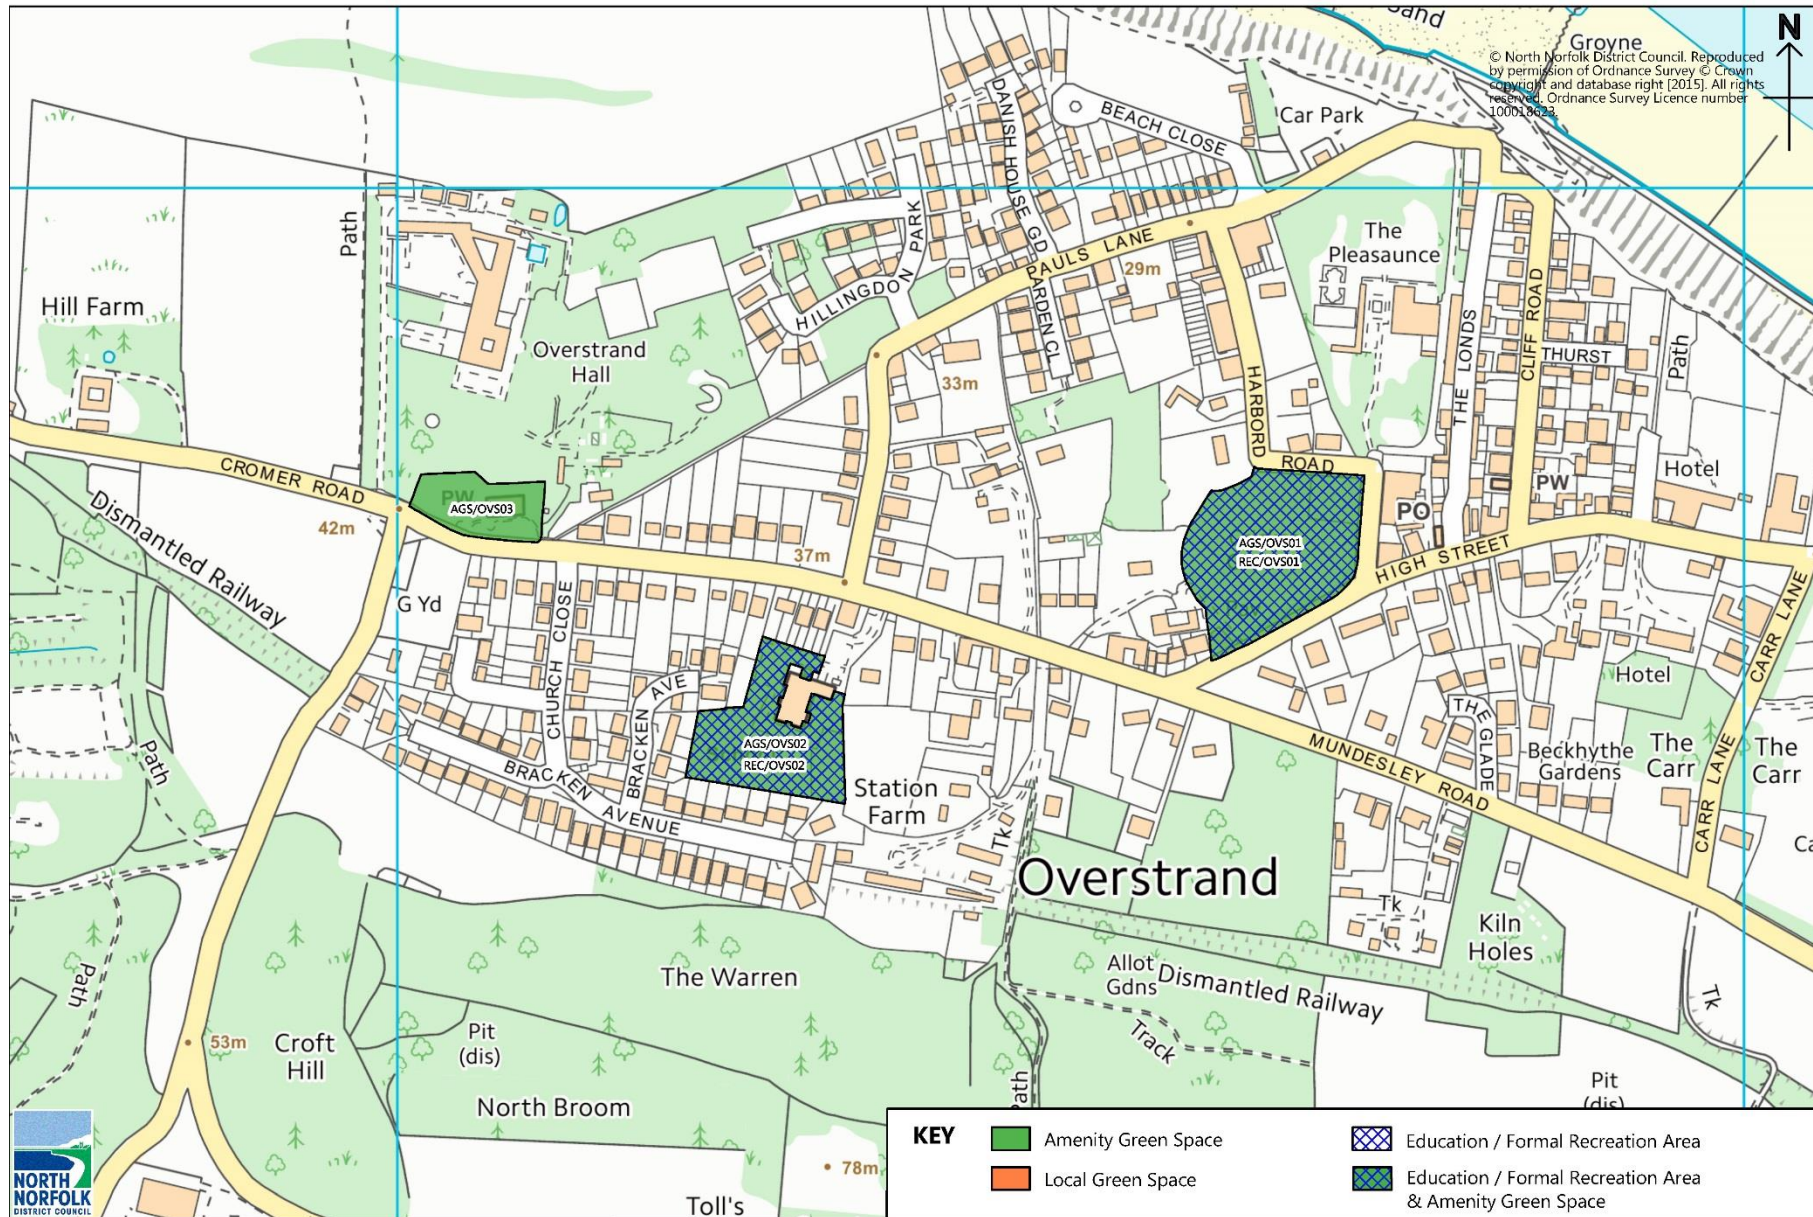 Sand
Groyne
N
© North Norfolk District Council. Reproduced
by permission of Ordnance Survey © Crown
copyright and database right [2015]. All rights
reserved. Ordnance Survey Licence number
100018623.
DANISH HOUSE GD
GARDEN CL
BEACH CLOSE
Car Park
Path
HILLINGDON PARK
PAULS LANE
29m
The
Pleasaunce
Hill Farm
Overstrand
Hall
33m
HARBORD
ROAD
THE LONDS
CLIFF ROAD
THURST
Path
CROMER ROAD
PW
AGS/OVS03
42m
37m
AGS/OVS01
REC/OVS01
PO
PW
Hotel
HIGH STREET
Dismantled Railway
G Yd
CHURCH CLOSE
BRACKEN AVE
AGS/OVS02
REC/OVS02
BRACKEN
AVENUE
Station
Farm
Tk
Hotel
THE GLADE
Beckhythe
Gardens
The
Carr
CARR LANE
CARR LANE
The
Carr
MUNDESLEY ROAD
Path
Overstrand
Tk
Kiln
Holes
Path
The Warren
Allot
Gdns
Dismantled Railway
Track
Tk
53m
Croft
Hill
Pit
(dis)
North Broom
Path
Pit
(dis)
78m
Toll's
NORTH
NORFOLK
DISTRICT COUNCIL
KEY
Amenity Green Space
Local Green Space
Education / Formal Recreation Area
Education / Formal Recreation Area
& Amenity Green Space